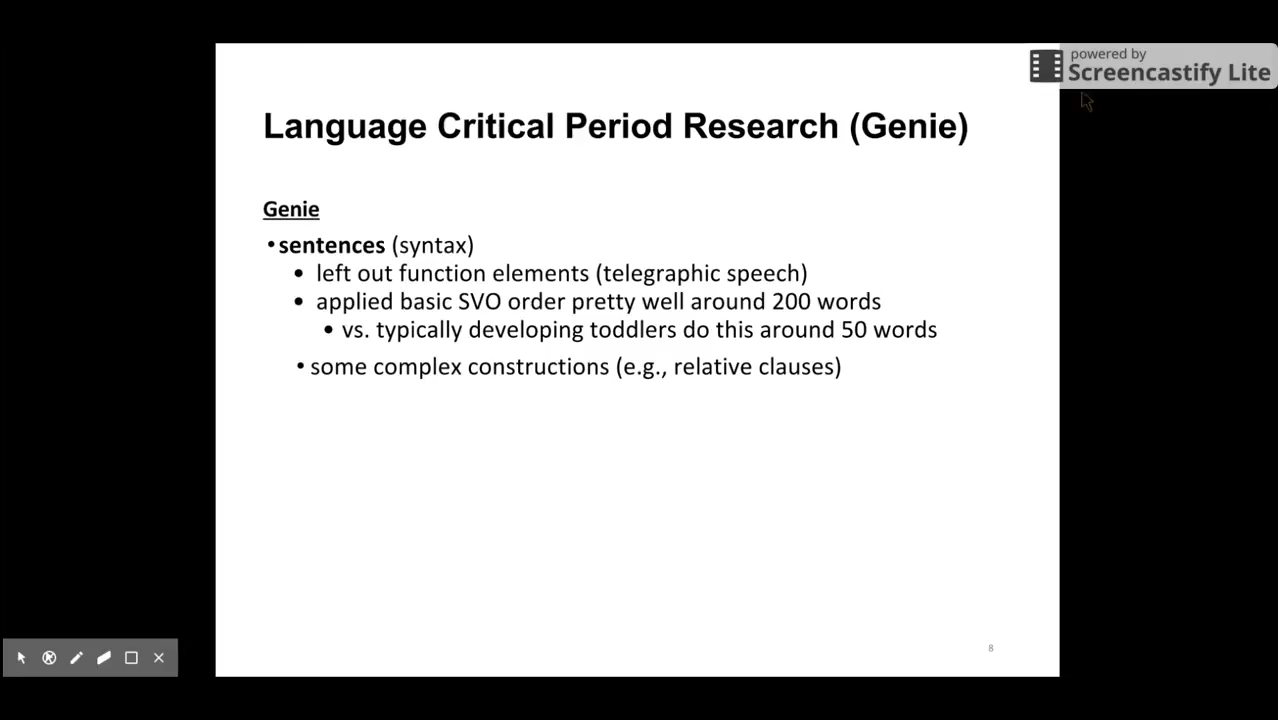 powered by
Screencastify Lite
Language Critical Period Research (Genie)
Genie
•sentences (syntax)
• left out function elements (telegraphic speech)
• applied basic SVO order pretty well around 200 words
• vs. typically developing toddlers do this around 50 words
• some complex constructions (e.g., relative clauses)
8